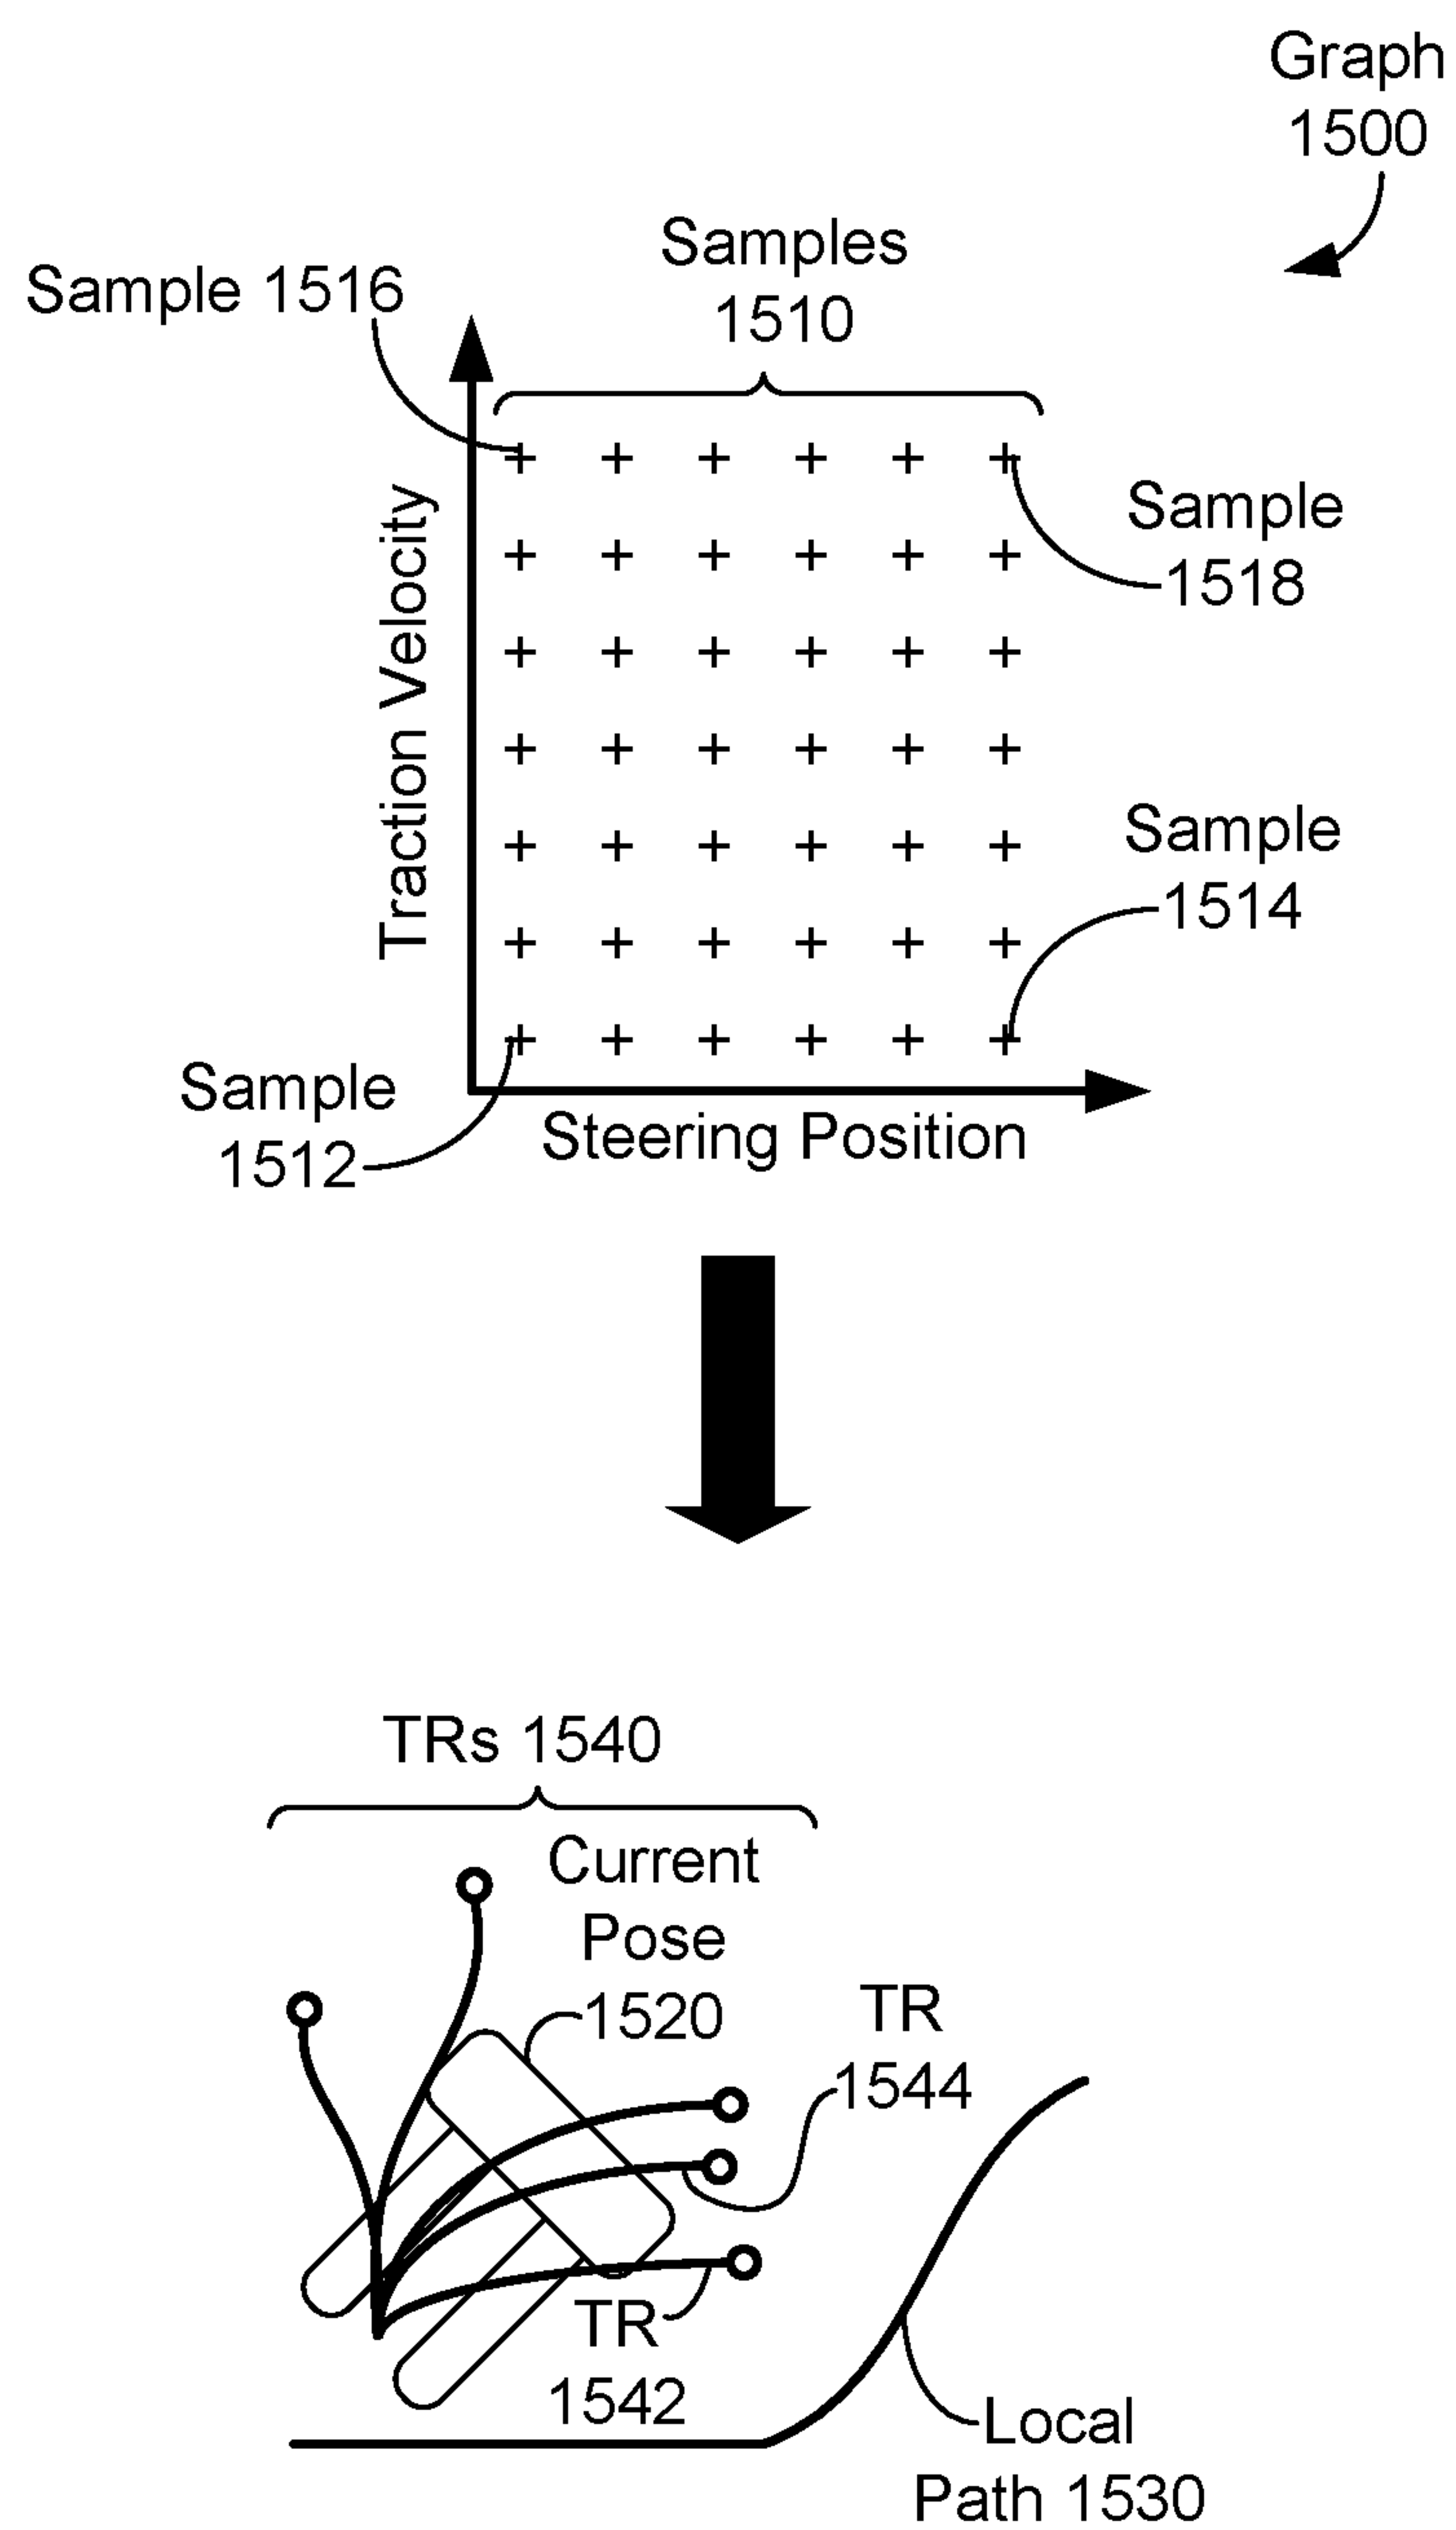 Graph
1500
Samples
1510
Sample 1516
Sample
1518
Traction Velocity
Sample
1514
Sample
1512
Steering Position
TRs 1540
Current
Pose
1520
TR
1544
TR
1542
Local
Path 1530